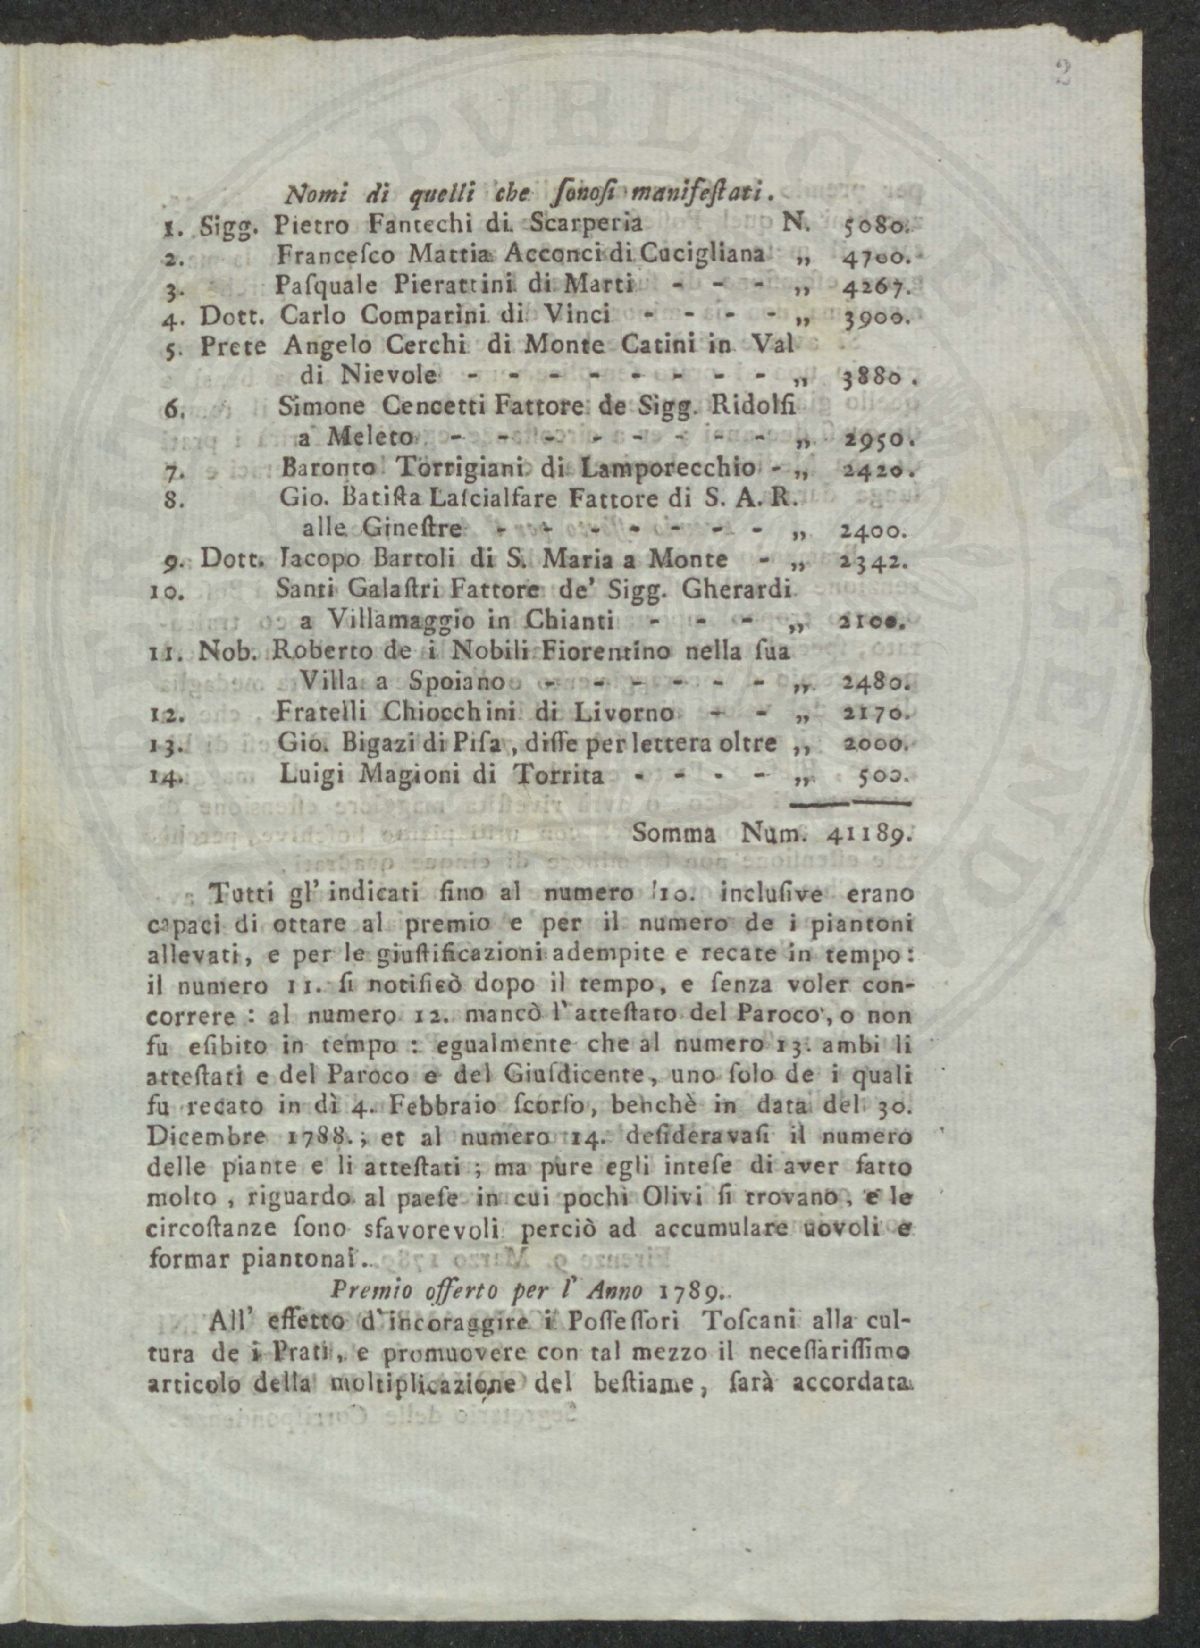 2
Nomi di quelli che ſonoſi manifeſtati.
1. Sigg. Pietro Fantechi di Scarperia N. 5080.
2. Franceſco Mattia Acconci di Cucigliana „ 4700.
3. Paſquale Pierattini di Marti - - - „ 4267.
4. Dott. Carlo Comparini di Vinci - - - - „ 3900.
5. Prete Angelo Cerchi di Monte Catini in Val
di Nievole - - - - - - - - „ 3880.
6. Simone Cencetti Fattore de Sigg. Ridolfi
a Meleto - - - - - - - - „ 2950.
7. Baronto Torrigiani di Lamporecchio - „ 2420.
8. Gio. Batiſta Laſcialfare Fattore di S. A. R.
alle Gineſtre - - - - - - - „ 2400.
9. Dott. Jacopo Bartoli di S. Maria a Monte - „ 2342.
10. Santi Galaſtri Fattore de' Sigg. Gherardi
a Villamaggio in Chianti - - - „ 2100.
11. Nob. Roberto de i Nobili Fiorentino nella ſua
Villa a Spoiano - - - - - - „ 2480.
12. Fratelli Chiocchini di Livorno - - „ 2170.
13. Gio. Bigazi di Piſa, diſſe per lettera oltre „ 2000.
14. Luigi Magioni di Torrita - - - - „ 500.
Somma Num. 41189.
Tutti gl' indicati fino al numero 10. incluſive erano
capaci di ottare al premio e per il numero de i piantoni
allevati, e per le giuſtificazioni adempite e recate in tempo:
il numero 11. ſi notificò dopo il tempo, e ſenza voler con-
correre: al numero 12. mancò l'atteſtato del Paroco, o non
fu eſibito in tempo: egualmente che al numero 13. ambi li
atteſtati e del Paroco e del Giuſdicente, uno ſolo de i quali
fu recato in dì 4. Febbraio ſcorſo, benchè in data del 30.
Dicembre 1788.; et al numero 14. deſideravaſi il numero
delle piante e li atteſtati; ma pure egli inteſe di aver fatto
molto, riguardo al paeſe in cui pochi Olivi ſi trovano, e le
circoſtanze ſono sfavorevoli perciò ad accumulare uovoli e
formar piantonai.
Premio offerto per l' Anno 1789.
All' effetto d'incoraggire i Poſſeſſori Toſcani alla cul-
tura de i Prati, e promuovere con tal mezzo il neceſſariſſimo
articolo della moltiplicazione del beſtiame, ſarà accordata